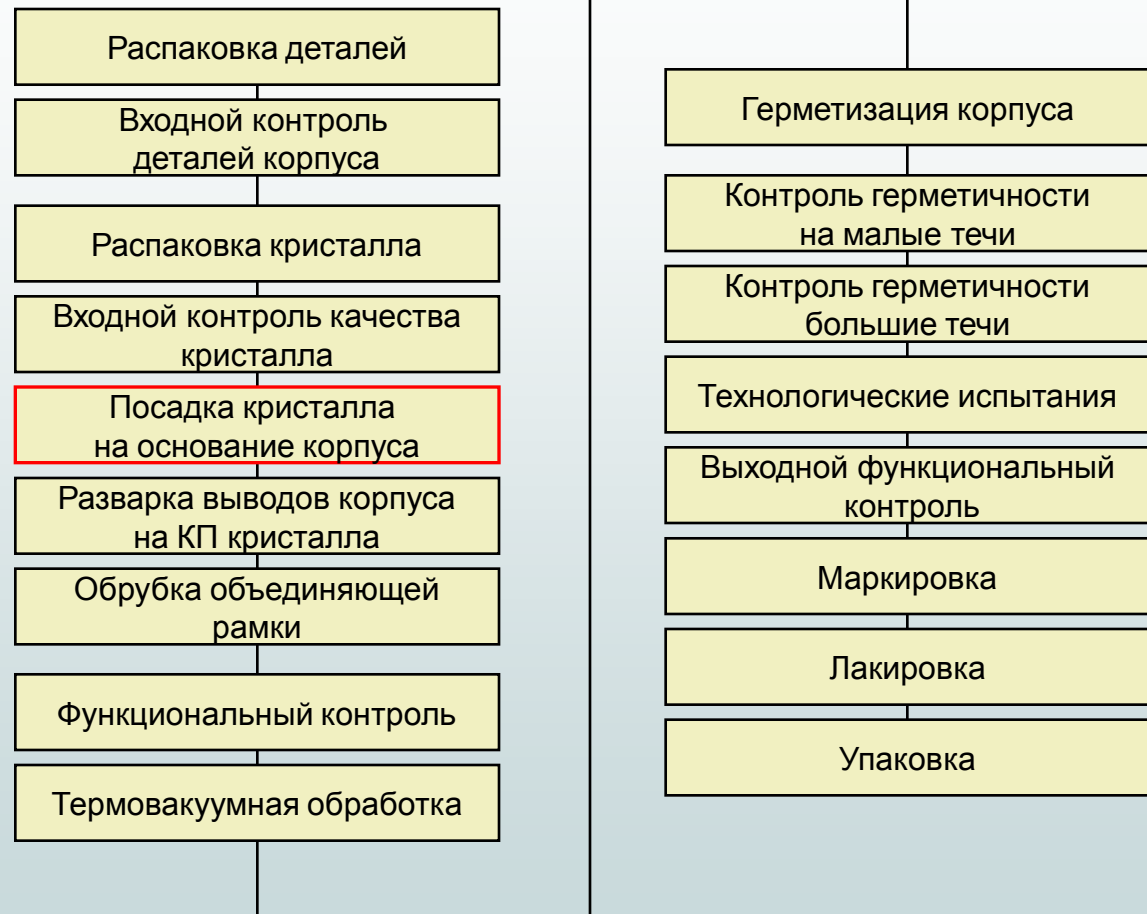 Распаковка деталей
Входной контроль
деталей корпуса
Распаковка кристалла
Входной контроль качества
кристалла
Посадка кристалла
на основание корпуса
Разварка выводов корпуса
на КП кристалла
Обрубка объединяющей
рамки
Функциональный контроль
Термовакуумная обработка
Герметизация корпуса
Контроль герметичности
на малые течи
Контроль герметичности
большие течи
Технологические испытания
Выходной функциональный
контроль
Маркировка
Лакировка
Упаковка